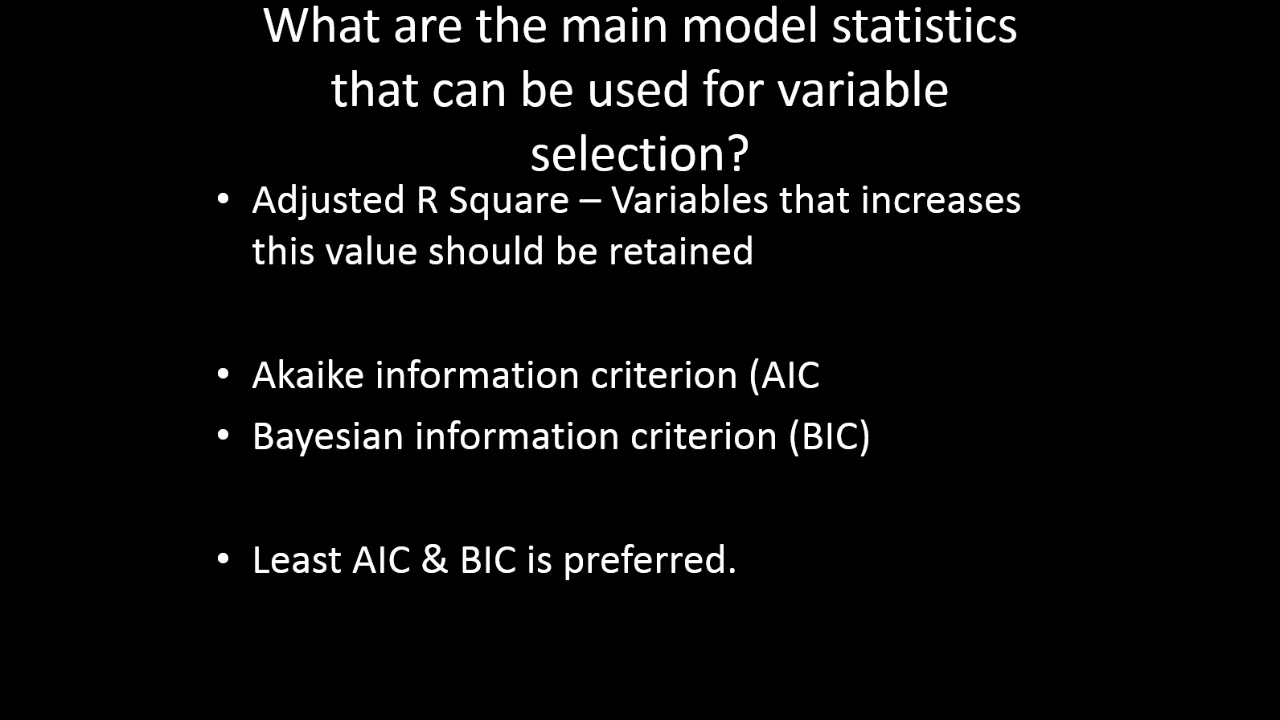 What are the main model statistics
that can be used for variable
selection?
• Adjusted R Square – Variables that increases
this value should be retained
• Akaike information criterion (AIC
• Bayesian information criterion (BIC)
• Least AIC & BIC is preferred.